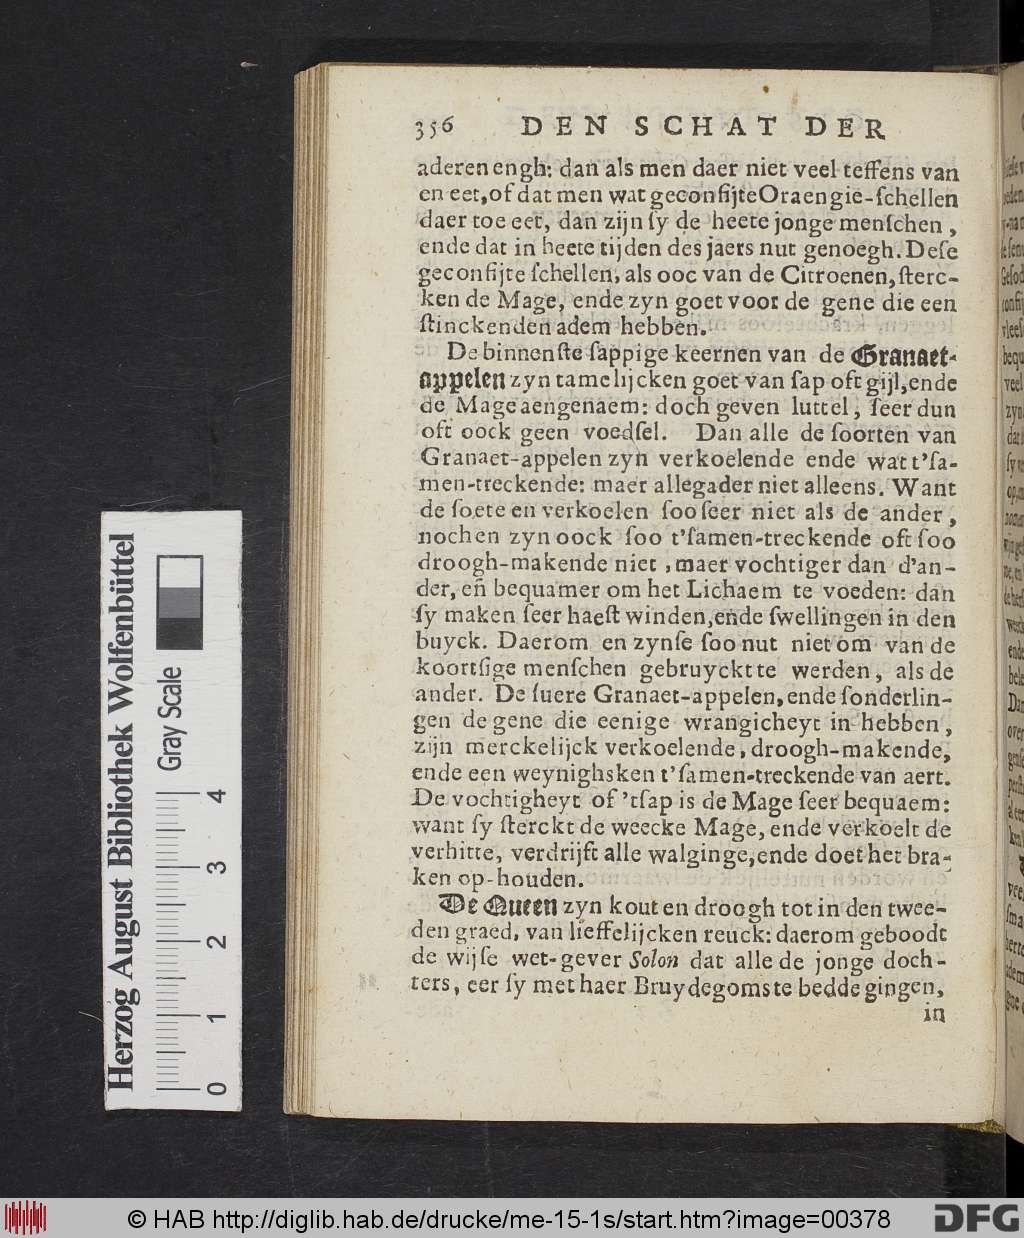 356 DEN SCHAT DER
aderen engh: dan als men daer niet veel teffens van
en eet, of dat men wat geconfijte Oraengie-ſchellen
daer toe eet, dan zijn ſy de heete jonge menſchen,
ende dat in heete tijden des jaers nut genoegh. Deſe
geconfijte ſchellen, als ooc van de Citroenen, ſterc-
ken de Mage, ende zyn goet voor de gene die een
ſtinckenden adem hebben.
De binnenſte ſappige keernen van de Granaet-
appelen zyn tamelijcken goet van ſap oft gijl, ende
de Mage aengenaem: doch geven luttel, ſeer dun
oft oock geen voedſel. Dan alle de ſoorten van
Granaet-appelen zyn verkoelende ende wat t'ſa-
men-treckende: maer allegader niet alleens. Want
de ſoete en verkoelen ſoo ſeer niet als de ander,
noch en zyn oock ſoo t'ſamen-treckende oft ſoo
droogh-makende niet, maer vochtiger dan d'an-
der, en̄ bequamer om het Lichaem te voeden: dan
ſy maken ſeer haeſt winden, ende ſwellingen in den
buyck. Daerom en zynſe ſoo nut niet om van de
koortſige menſchen gebruyckt te werden, als de
ander. De ſuere Granaet-appelen, ende ſonderlin-
gen de gene die eenige wrangicheyt in hebben,
zijn merckelijck verkoelende, droogh-makende,
ende een weynighsken t'ſamen-treckende van aert.
De vochtigheyt of 'tſap is de Mage ſeer bequaem:
want ſy ſterckt de weecke Mage, ende verkoelt de
verhitte, verdrijft alle walginge, ende doet het bra-
ken op-houden.
De Queen zyn kout en droogh tot in den twee-
den graed, van lieffelijcken reuck: daerom geboodt
de wijſe wet-gever Solon dat alle de jonge doch-
ters, eer ſy met haer Bruydegoms te bedde gingen,
in
Herzog August Bibliothek Wolfenbüttel
Gray Scale
0 1 2 3 4
© HAB http://diglib.hab.de/drucke/me-15-1s/start.htm?image=00378
DFG